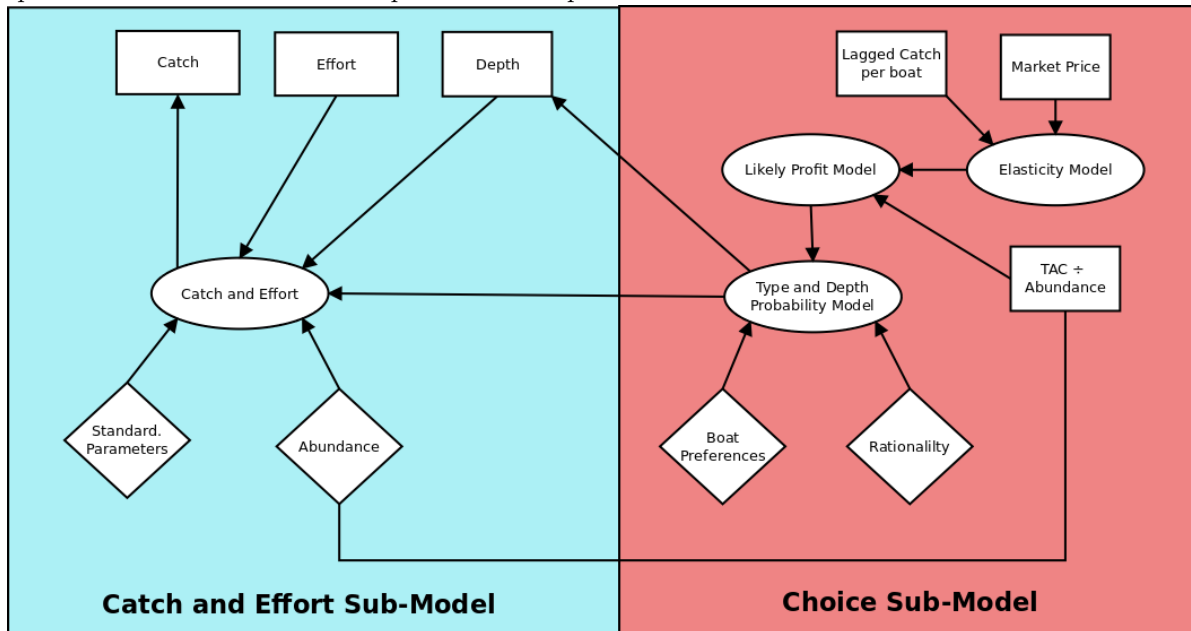 Catch
Effort
Depth
Lagged Catch
per boat
Market Price
Likely Profit Model
Elasticity Model
Catch and Effort
Type and Depth
Probability Model
TAC ÷
Abundance
Standard.
Parameters
Abundance
Boat
Preferences
Rationalilty
Catch and Effort Sub-Model
Choice Sub-Model